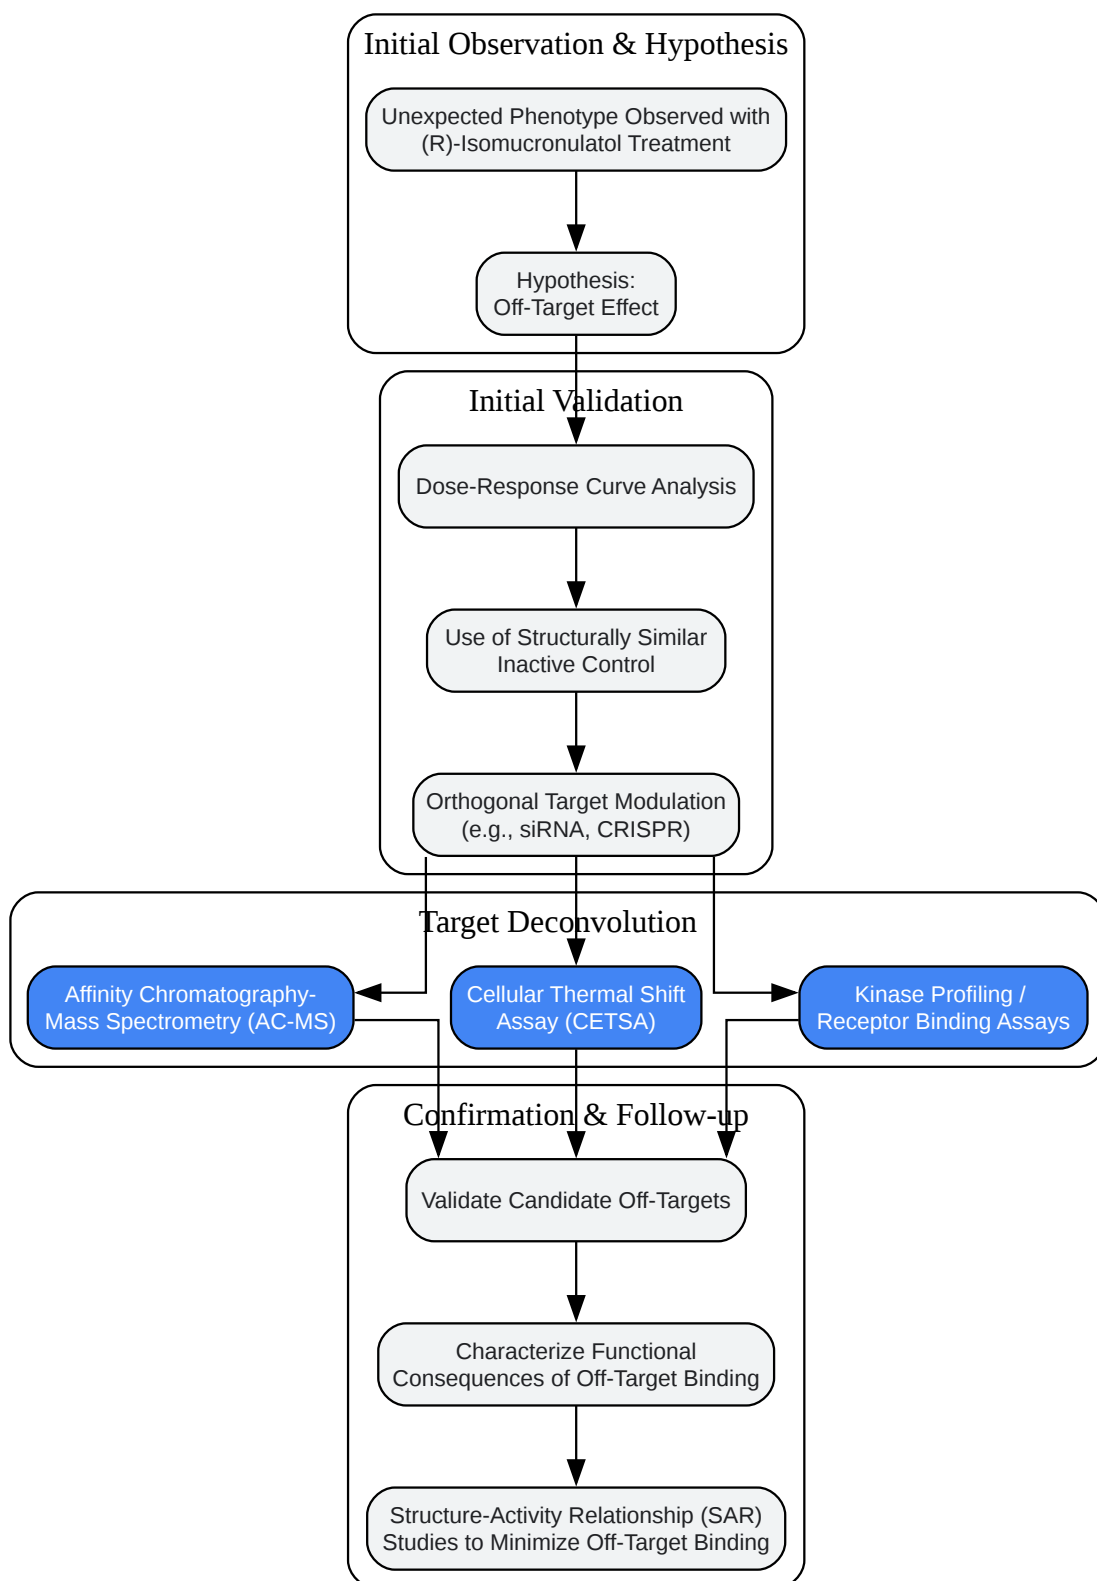 Initial Observation & Hypothesis
Unexpected Phenotype Observed with
(R)-Isomucronulatol Treatment
Hypothesis:
Off-Target Effect
Initial Validation
Dose-Response Curve Analysis
Use of Structurally Similar
Inactive Control
Orthogonal Target Modulation
(e.g., siRNA, CRISPR)
Target Deconvolution
Affinity Chromatography-
Mass Spectrometry (AC-MS)
Cellular Thermal Shift
Assay (CETSA)
Kinase Profiling /
Receptor Binding Assays
Confirmation & Follow-up
Validate Candidate Off-Targets
Characterize Functional
Consequences of Off-Target Binding
Structure-Activity Relationship (SAR)
Studies to Minimize Off-Target Binding